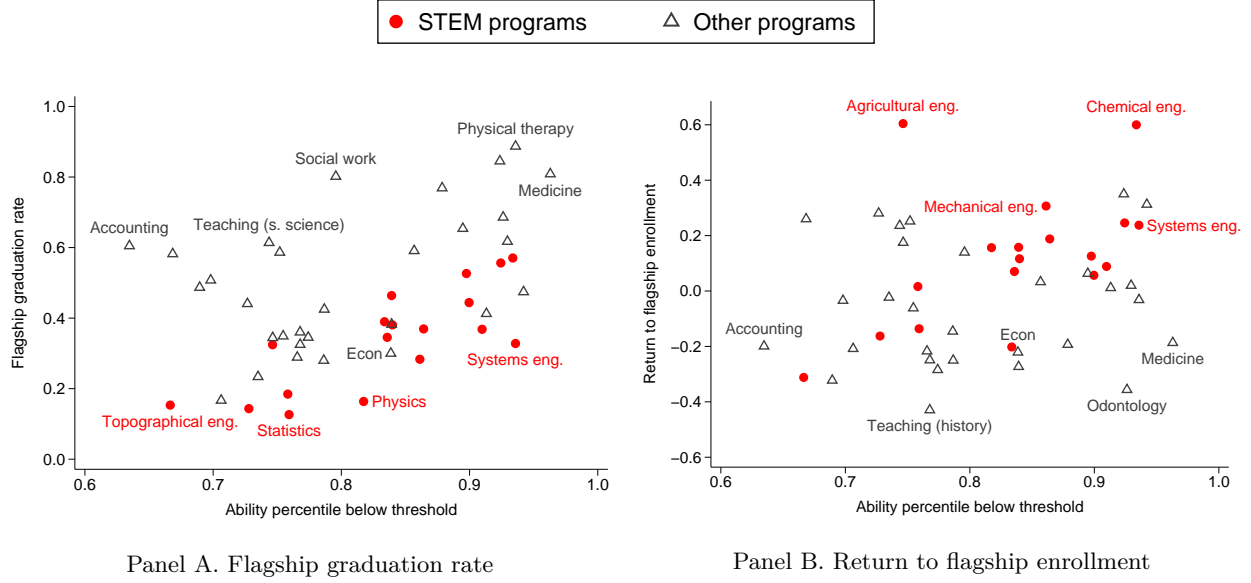 STEM programs Other programs
Flagship graduation rate
1.0
0.8
0.6
0.4
0.2
0.0
Physical therapy
Social work
Medicine
Accounting
Teaching (s. science)
Econ
Systems eng.
Physics
Topographical eng.
Statistics
0.6 0.7 0.8 0.9 1.0
Ability percentile below threshold
Panel A. Flagship graduation rate
Return to flagship enrollment
0.6
0.4
0.2
0.0
−0.2
−0.4
−0.6
Agricultural eng.
Chemical eng.
Mechanical eng.
Systems eng.
Accounting
Econ
Medicine
Odontology
Teaching (history)
0.6 0.7 0.8 0.9 1.0
Ability percentile below threshold
Panel B. Return to flagship enrollment